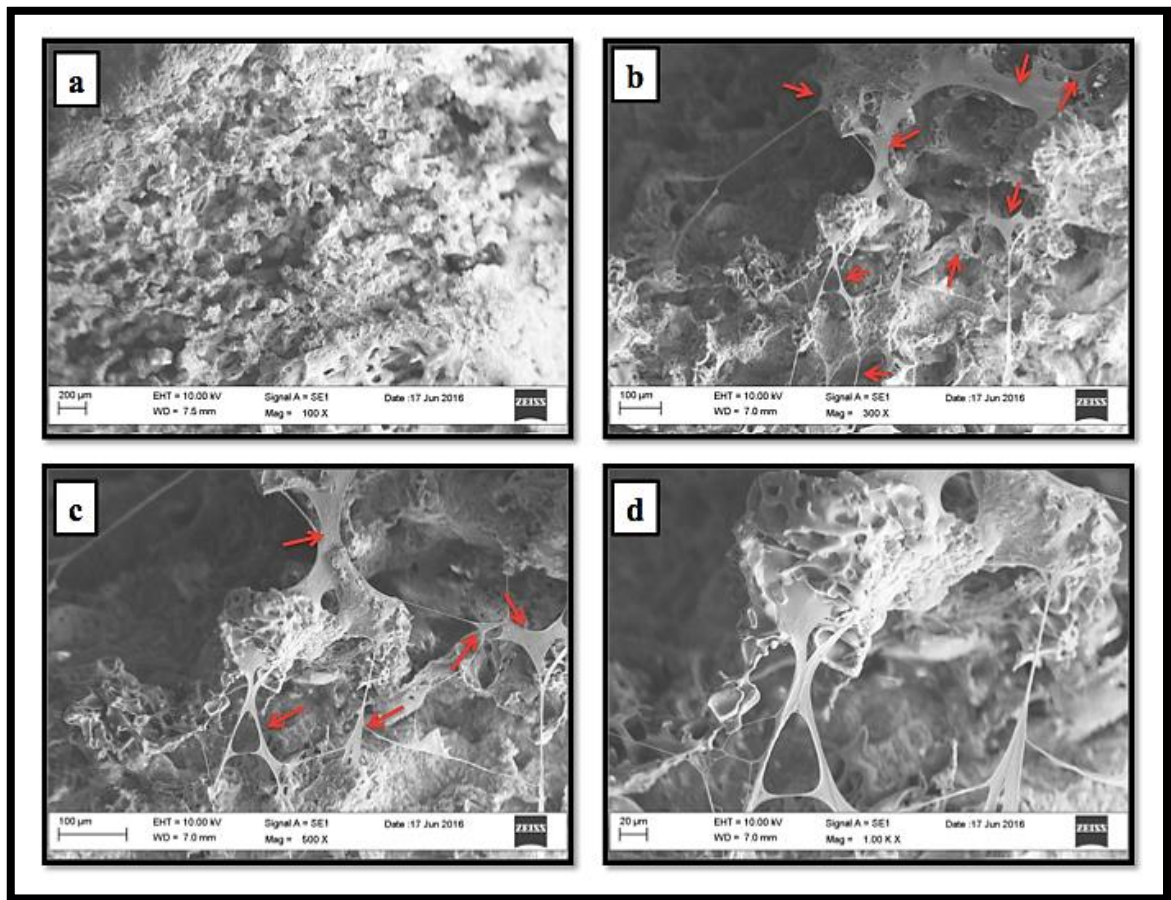 a
200 µm
EHT = 10.00 kV
WD = 7.5 mm
Signal A = SE1
Mag = 100 X
Date :17 Jun 2016
ZEISS
b
100 µm
EHT = 10.00 kV
WD = 7.0 mm
Signal A = SE1
Mag = 300 X
Date :17 Jun 2016
ZEISS
c
100 µm
EHT = 10.00 kV
WD = 7.0 mm
Signal A = SE1
Mag = 500 X
Date :17 Jun 2016
ZEISS
d
20 µm
EHT = 10.00 kV
WD = 7.0 mm
Signal A = SE1
Mag = 1.00 K X
Date :17 Jun 2016
ZEISS